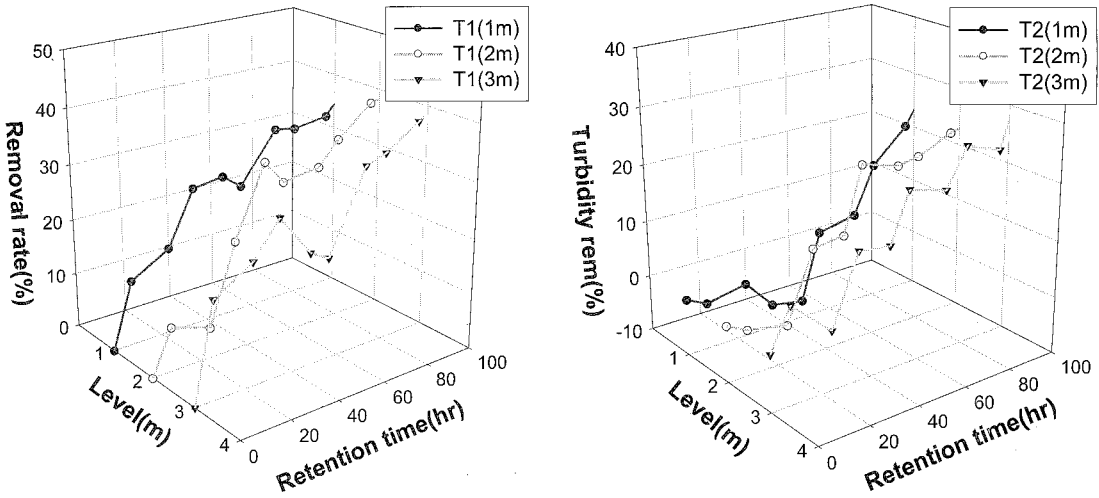 50
40
30
20
10
0
Removal rate(%)
1
2
3
4
Level(m)
0
20
40
60
80
100
Retention time(hr)
T1(1m)
T1(2m)
T1(3m)
40
30
20
10
0
-10
Turbidity rem(%)
1
2
3
4
Level(m)
0
20
40
60
80
100
Retention time(hr)
T2(1m)
T2(2m)
T2(3m)